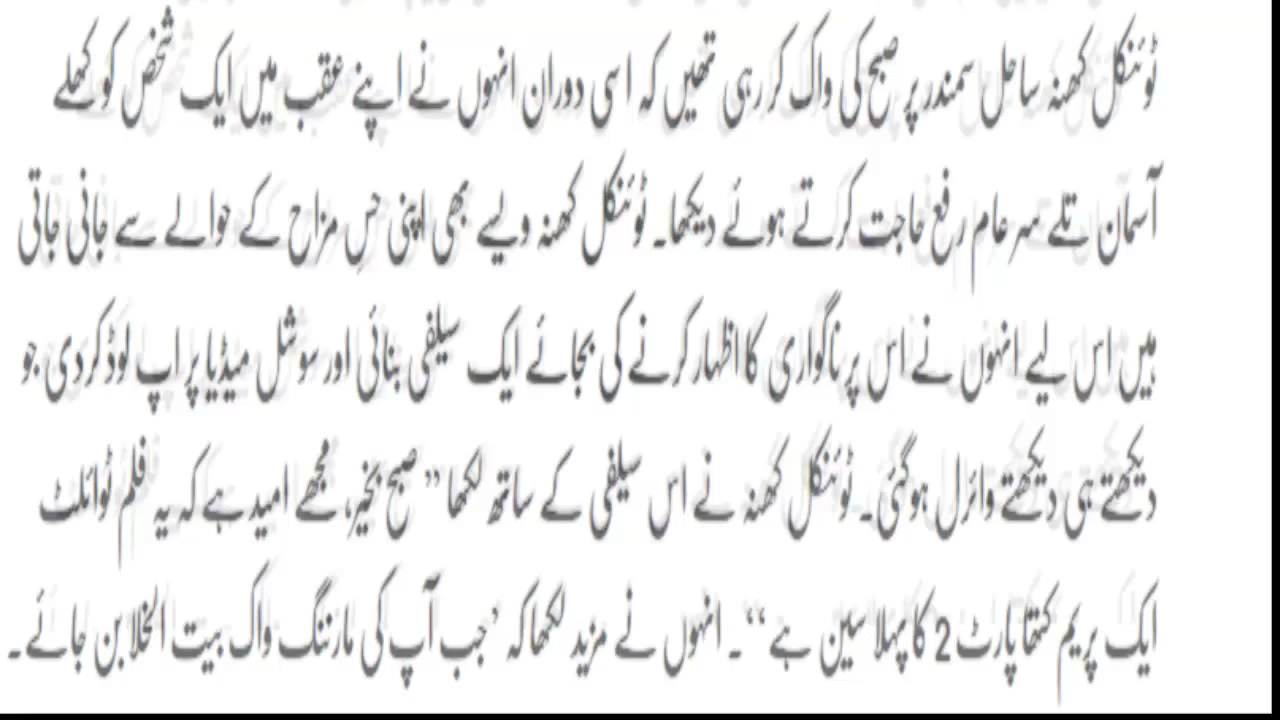 ٹوئنکل کھنہ ساحل سمندر پر صبح کی واک کر رہی تھیں کہ اسی دوران انہوں نے اپنے عقب میں ایک شخص کو کھلے
آسمان تلے سرعام رفع حاجت کرتے ہوئے دیکھا۔ ٹوئنکل کھنہ ویسے بھی اپنی حس مزاح کے حوالے سے جانی جاتی
ہیں اس لیے انہوں نے اس پر ناگواری کا اظہار کرنے کی بجائے ایک سیلفی بنائی اور سوشل میڈیا پر اپ لوڈ کر دی جو
دیکھتے ہی دیکھتے وائرل ہو گئی۔ ٹوئنکل کھنہ نے اس سیلفی کے ساتھ لکھا ”صبح بخیر، مجھے امید ہے کہ یہ فلم ٹوائلٹ
ایک پریم کتھا پارٹ 2 کا پہلا سین ہے“۔ انہوں نے مزید لکھا کہ ’جب آپ کی مارننگ واک بیت الخلا بن جائے۔